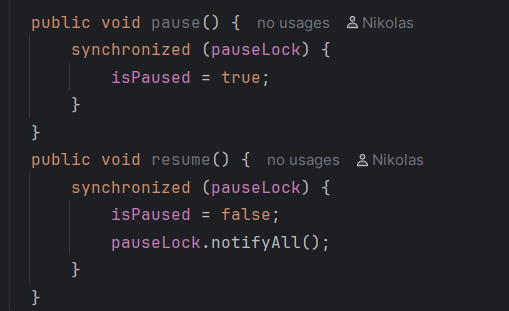 public void pause() { no usages Nikolas
synchronized (pauseLock) {
isPaused = true;
}
}
public void resume() { no usages Nikolas
synchronized (pauseLock) {
isPaused = false;
pauseLock.notifyAll();
}
}